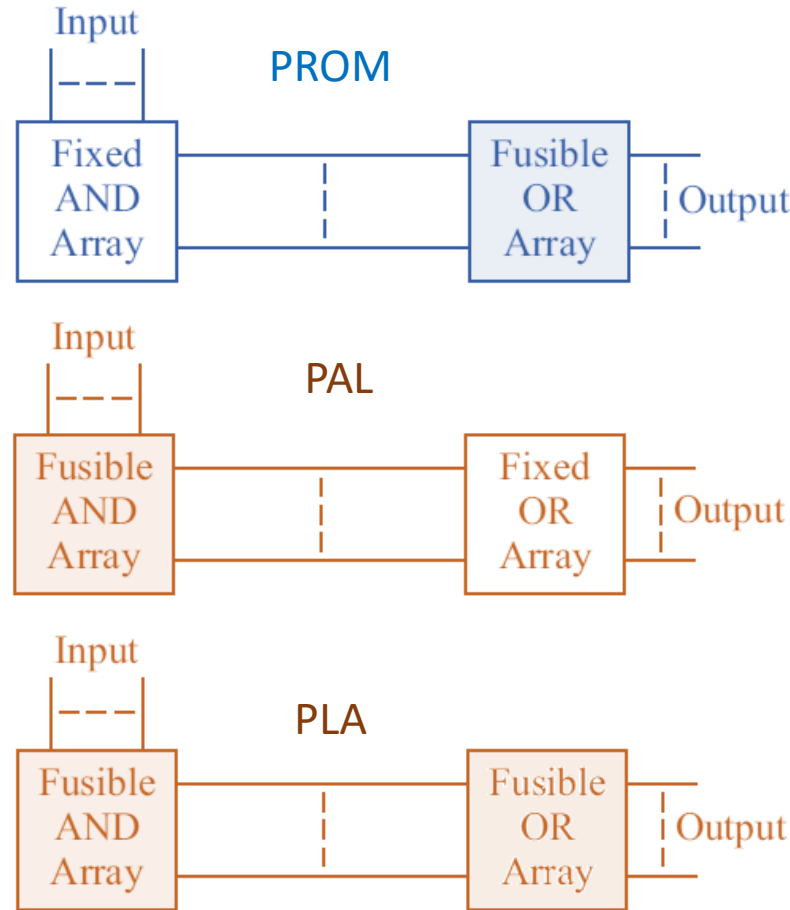 Input
PROM
Fixed
AND
Array
Fusible
OR
Array
Output
Input
PAL
Fusible
AND
Array
Fixed
OR
Array
Output
Input
PLA
Fusible
AND
Array
Fusible
OR
Array
Output